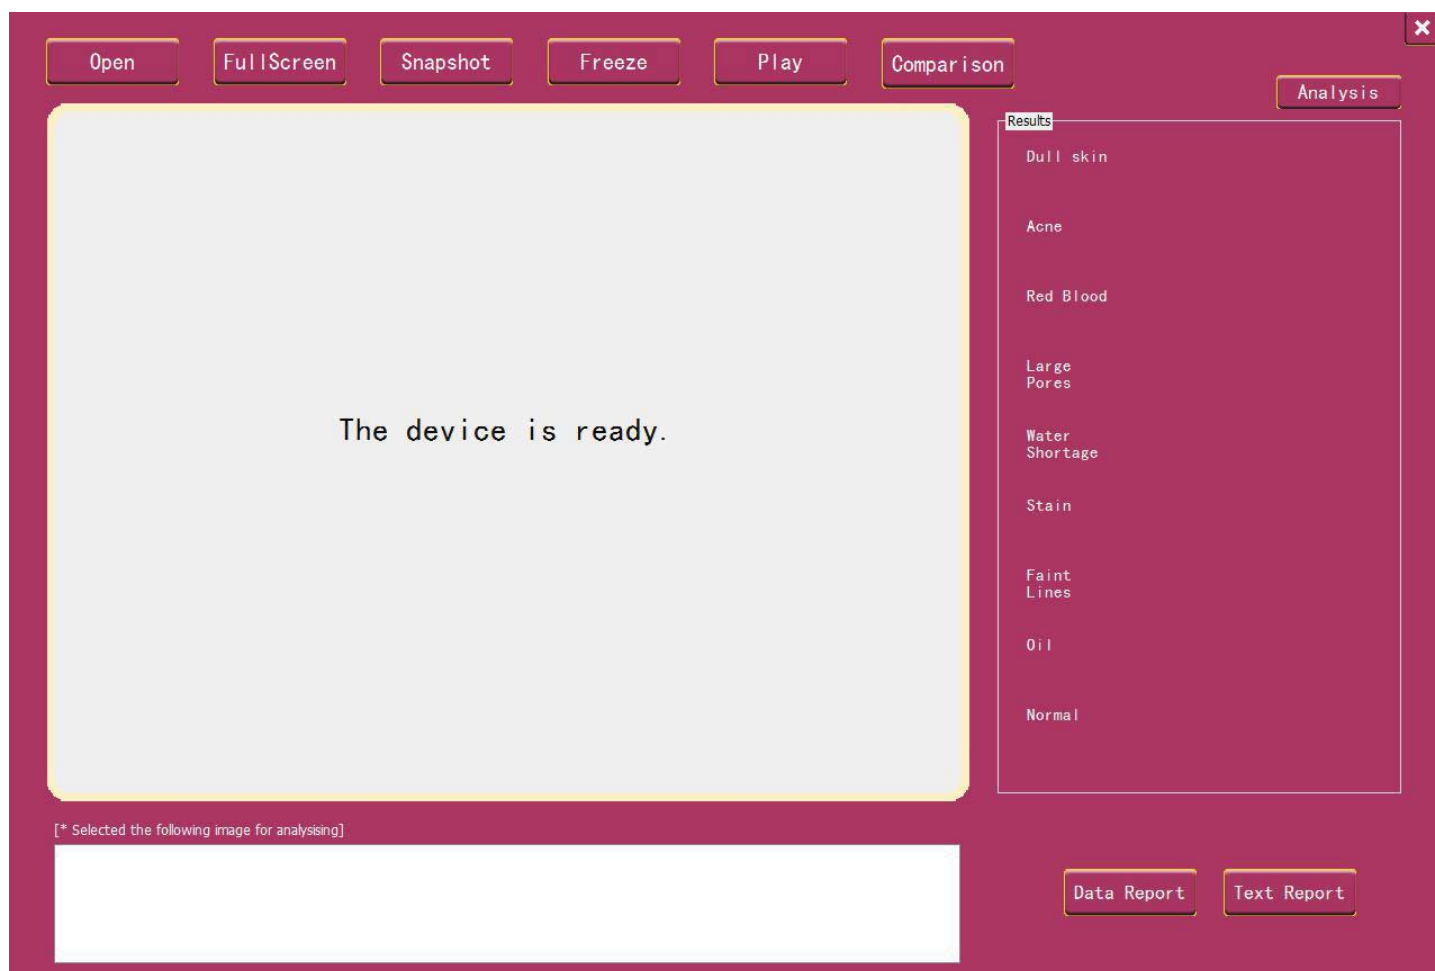 Open
FullScreen
Snapshot
Freeze
Play
Comparison
Analysis
The device is ready.
Results
Dull skin
Acne
Red Blood
Large
Pores
Water
Shortage
Stain
Faint
Lines
Oil
Normal
[* Selected the following image for analysising]
Data Report
Text Report